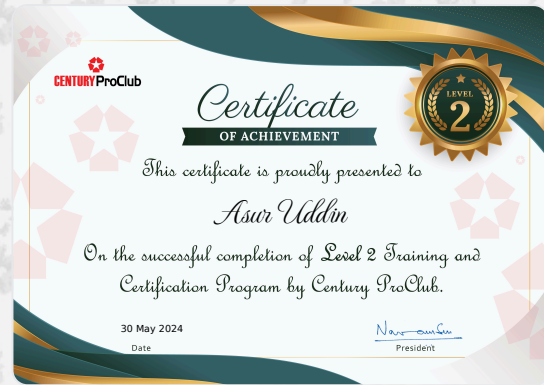 CENTURY ProClub
Certificate
OF ACHIEVEMENT
LEVEL
2
This certificate is proudly presented to
Asur Uddin
On the successful completion of Level 2 Training and
Certification Program by Century ProClub.
30 May 2024
Date
President